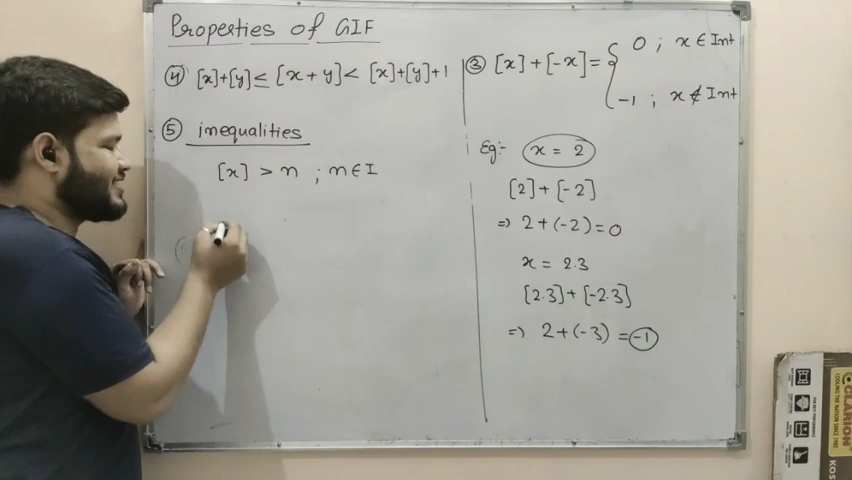 Properties of GIF
④ [x]+[y] ≤ [x+y] < [x]+[y]+1
⑤ inequalities
[x] > n ; n ∈ I
③ [x]+[-x] = { 0 ; x ∈ Int
-1 ; x ∉ Int
Eg:- x = 2
[2]+[-2]
⇒ 2+(-2)=0
x = 2.3
[2.3]+[-2.3]
⇒ 2+(-3) = -1
CLARION
KOS